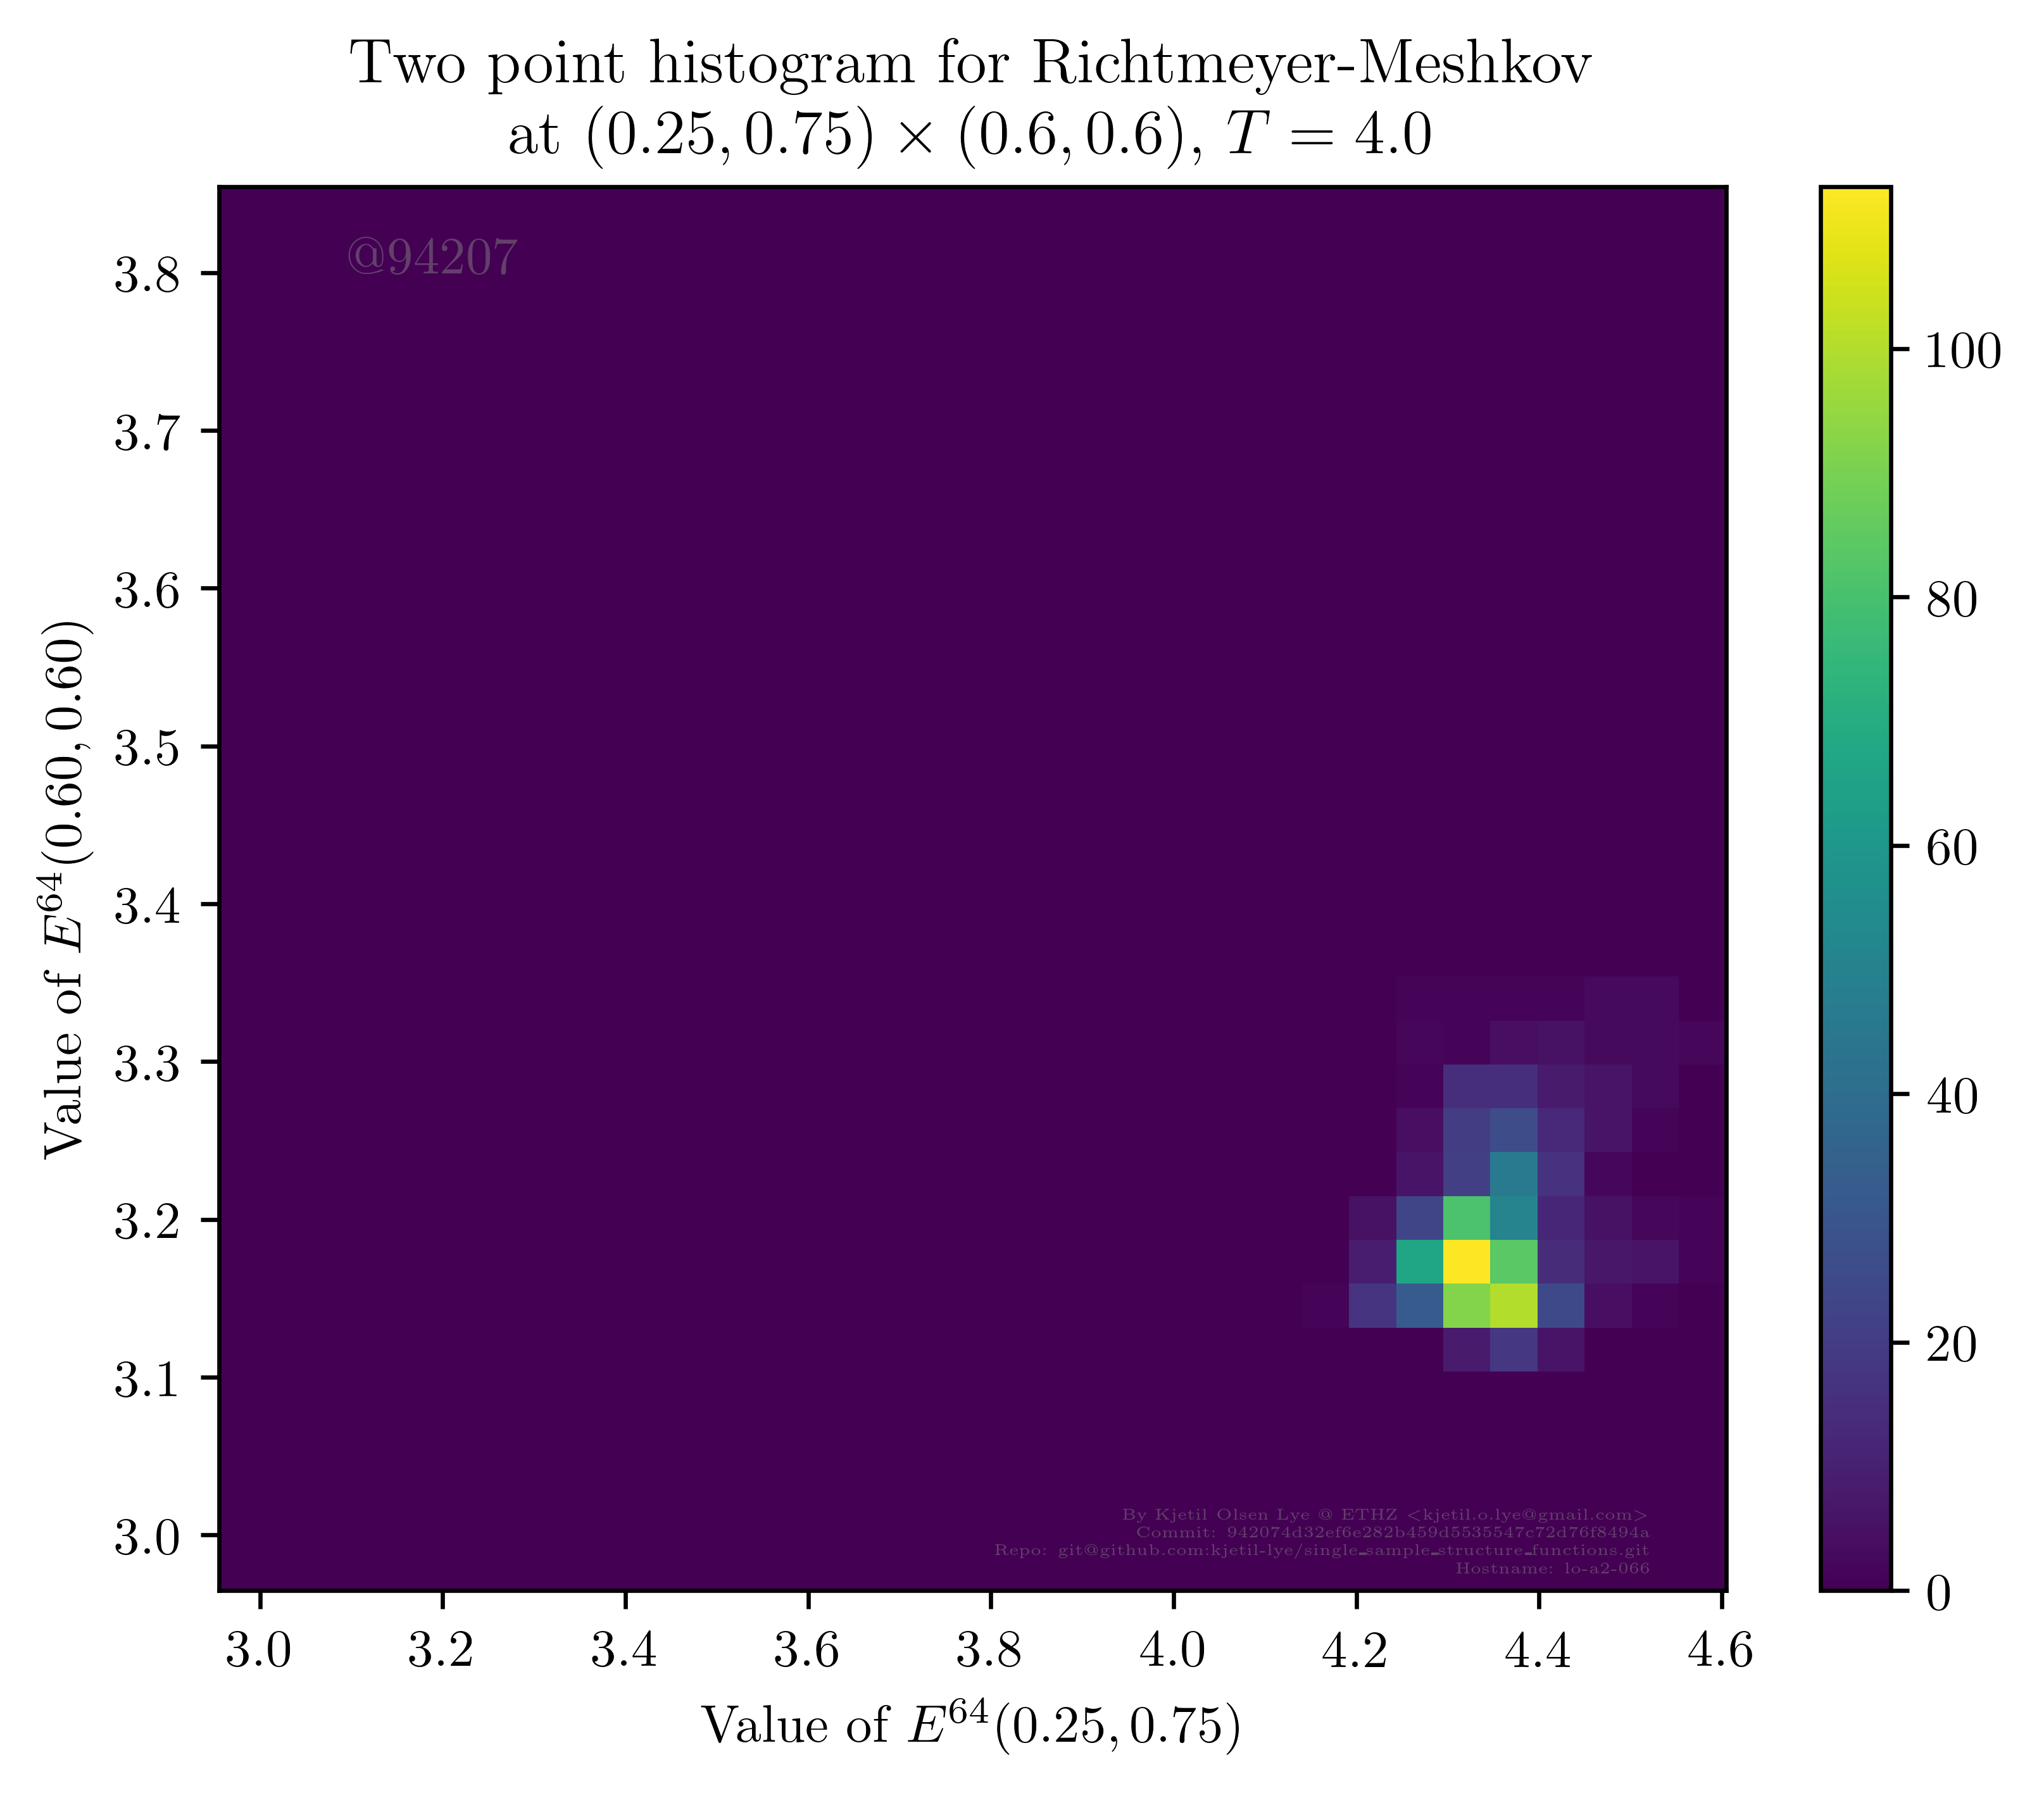 Two point histogram for Richtmeyer-Meshkov
at (0.25, 0.75) × (0.6, 0.6), T = 4.0
@94207
3.8
3.7
3.6
3.5
3.4
3.3
3.2
3.1
3.0
Value of E^64(0.60, 0.60)
100
80
60
40
20
0
By Kjetil Olsen Lye @ ETHZ <kjetil.o.lye@gmail.com>
Commit: 942074d32ef6e282b459d5535547c72d76f8494a
Repo: git@github.com:kjetil-lye/single_sample_structure_functions.git
Hostname: lo-a2-066
3.0 3.2 3.4 3.6 3.8 4.0 4.2 4.4 4.6
Value of E^64(0.25, 0.75)